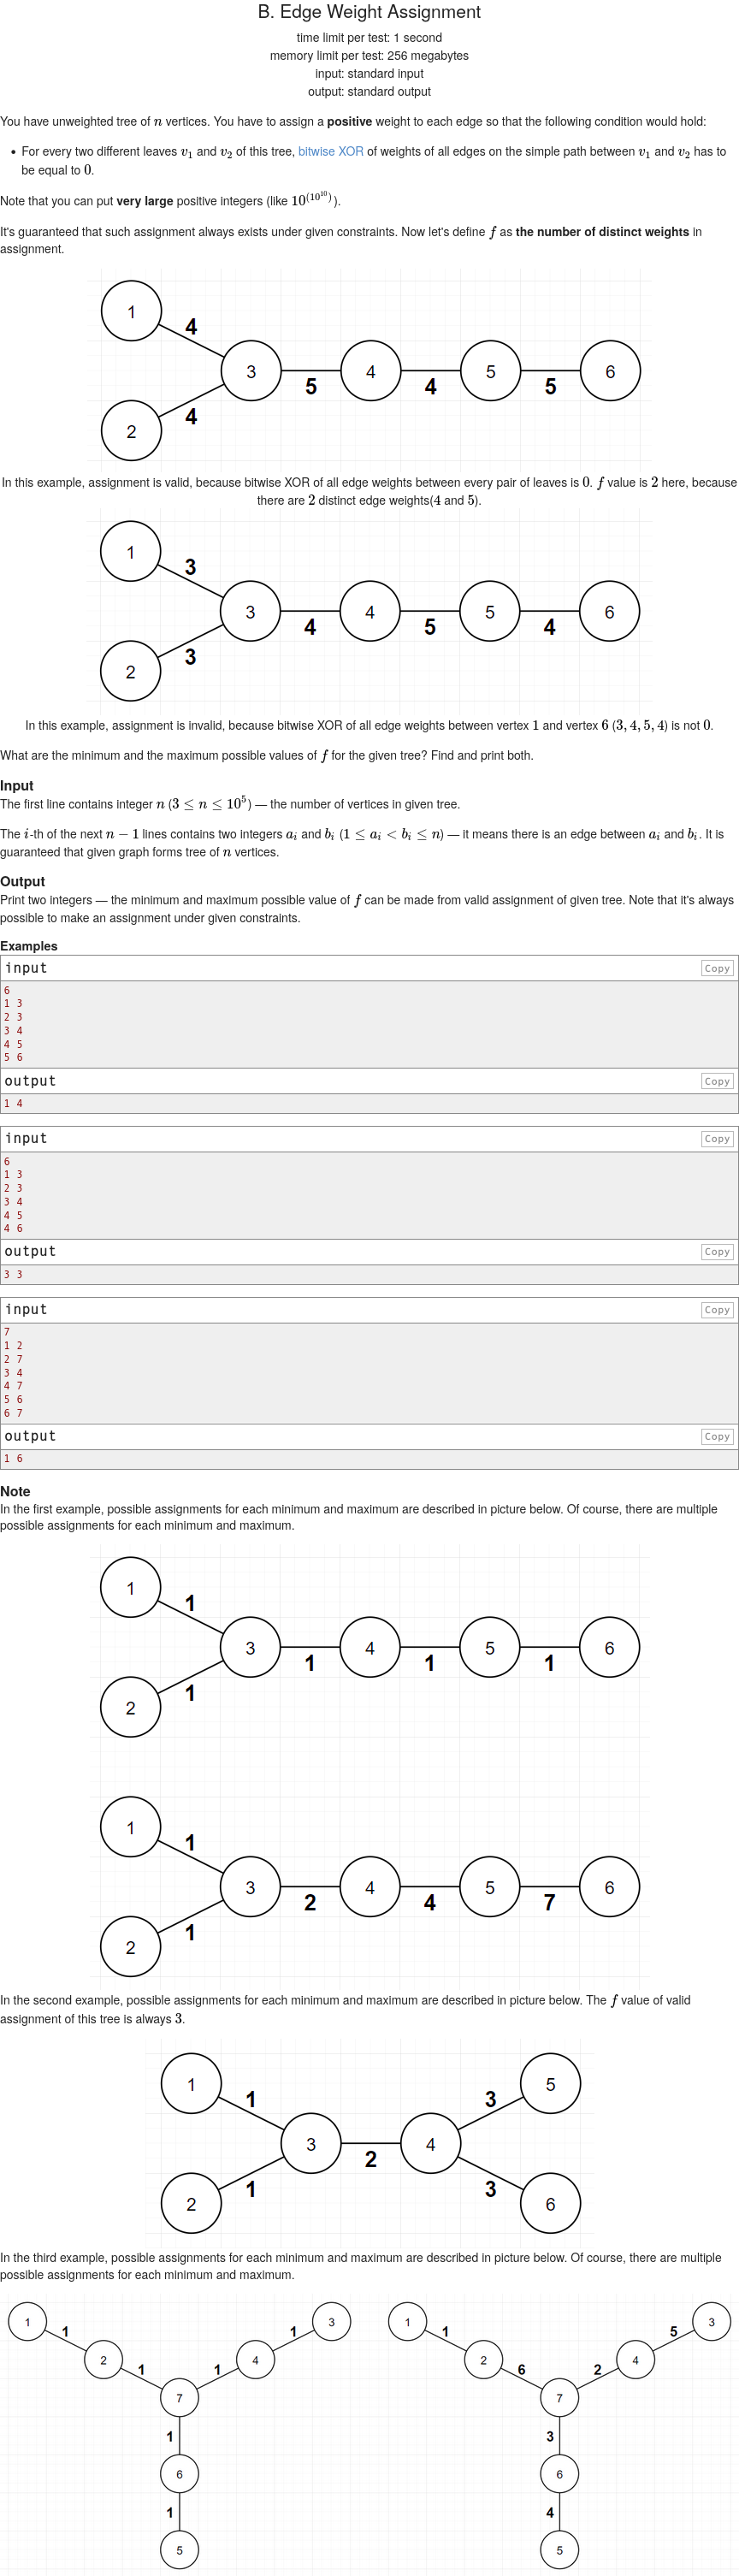 B. Edge Weight Assignment
time limit per test: 1 second
memory limit per test: 256 megabytes
input: standard input
output: standard output
You have unweighted tree of n vertices. You have to assign a positive weight to each edge so that the following condition would hold:
• For every two different leaves v₁ and v₂ of this tree, bitwise XOR of weights of all edges on the simple path between v₁ and v₂ has to
be equal to 0.
Note that you can put very large positive integers (like 10^(10^10)).
It's guaranteed that such assignment always exists under given constraints. Now let's define f as the number of distinct weights in
assignment.
1
4
3
4
5
6
5
4
5
4
2
In this example, assignment is valid, because bitwise XOR of all edge weights between every pair of leaves is 0. f value is 2 here, because
there are 2 distinct edge weights(4 and 5).
1
3
3
4
5
6
4
5
4
3
2
In this example, assignment is invalid, because bitwise XOR of all edge weights between vertex 1 and vertex 6 (3, 4, 5, 4) is not 0.
What are the minimum and the maximum possible values of f for the given tree? Find and print both.
Input
The first line contains integer n (3 ≤ n ≤ 10⁵) — the number of vertices in given tree.
The i-th of the next n − 1 lines contains two integers aᵢ and bᵢ (1 ≤ aᵢ < bᵢ ≤ n) — it means there is an edge between aᵢ and bᵢ. It is
guaranteed that given graph forms tree of n vertices.
Output
Print two integers — the minimum and maximum possible value of f can be made from valid assignment of given tree. Note that it's always
possible to make an assignment under given constraints.
Examples
input Copy
6
1 3
2 3
3 4
4 5
5 6
output Copy
1 4
input Copy
6
1 3
2 3
3 4
4 5
4 6
output Copy
3 3
input Copy
7
1 2
2 7
3 4
4 7
5 6
6 7
output Copy
1 6
Note
In the first example, possible assignments for each minimum and maximum are described in picture below. Of course, there are multiple
possible assignments for each minimum and maximum.
1
1
3
4
5
6
1
1
1
1
2
1
1
3
4
5
6
2
4
7
1
2
In the second example, possible assignments for each minimum and maximum are described in picture below. The f value of valid
assignment of this tree is always 3.
1
5
1
3
3
4
2
1
3
2
6
In the third example, possible assignments for each minimum and maximum are described in picture below. Of course, there are multiple
possible assignments for each minimum and maximum.
1
1
1
3
2
4
1
1
7
1
6
1
5
1
1
5
3
2
4
6
2
7
3
6
4
5